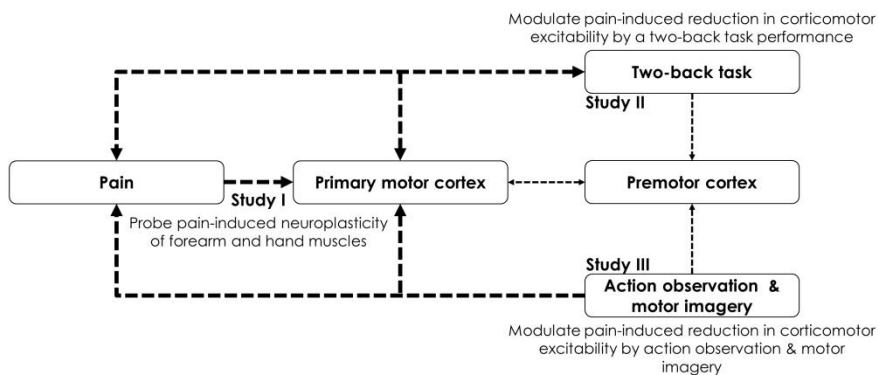 Modulate pain-induced reduction in corticomotor
excitability by a two-back task performance
Two-back task
Study II
Pain
Primary motor cortex
Premotor cortex
Study I
Probe pain-induced neuroplasticity
of forearm and hand muscles
Study III
Action observation &
motor imagery
Modulate pain-induced reduction in corticomotor
excitability by action observation & motor
imagery